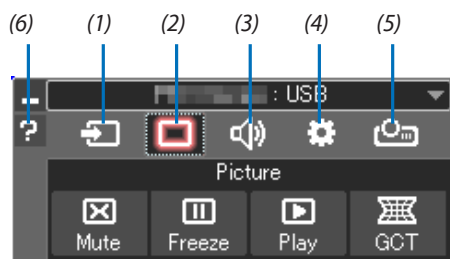 (6) (1) (2) (3) (4) (5)
: USB
?
Picture
Mute Freeze Play GCT